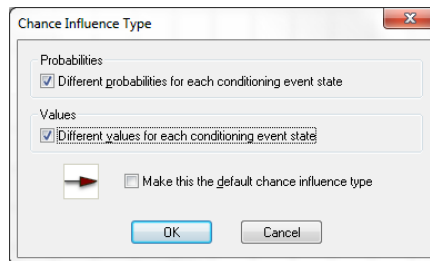 Chance Influence Type
Probabilities
Different probabilities for each conditioning event state
Values
Different values for each conditioning event state
Make this the default chance influence type
OK
Cancel